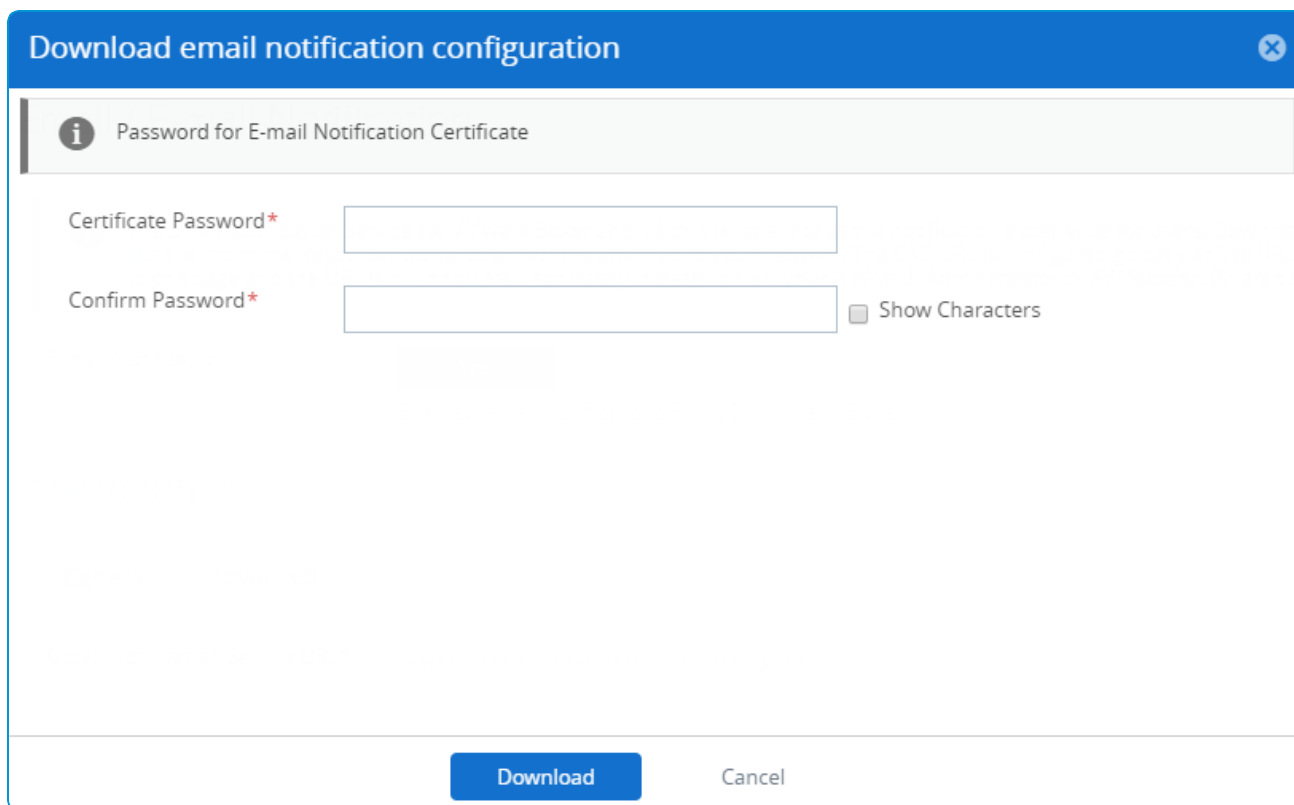 Download email notification configuration
Password for E-mail Notification Certificate
Certificate Password*
Confirm Password*
Show Characters
Download
Cancel